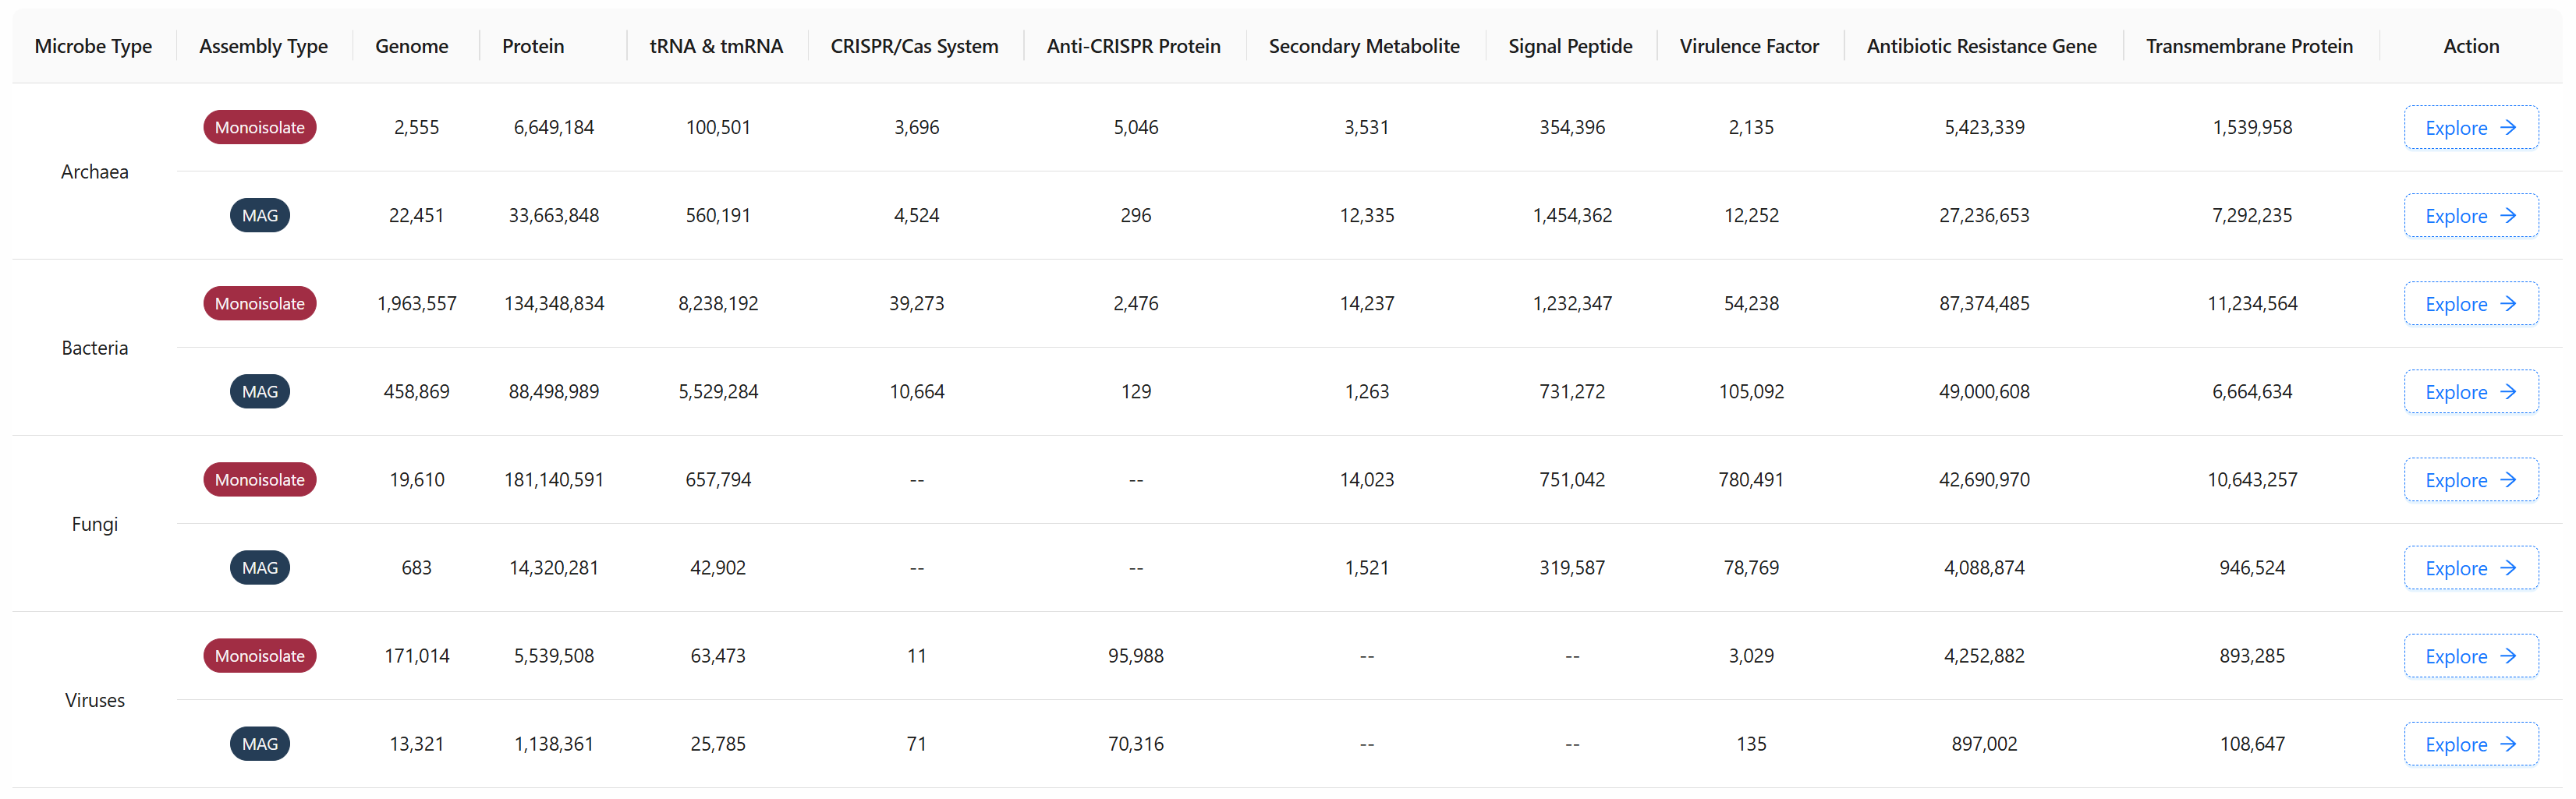 Microbe Type Assembly Type Genome Protein tRNA & tmRNA CRISPR/Cas System Anti-CRISPR Protein Secondary Metabolite Signal Peptide Virulence Factor Antibiotic Resistance Gene Transmembrane Protein Action
Archaea
Monoisolate 2,555 6,649,184 100,501 3,696 5,046 3,531 354,396 2,135 5,423,339 1,539,958 Explore →
MAG 22,451 33,663,848 560,191 4,524 296 12,335 1,454,362 12,252 27,236,653 7,292,235 Explore →
Bacteria
Monoisolate 1,963,557 134,348,834 8,238,192 39,273 2,476 14,237 1,232,347 54,238 87,374,485 11,234,564 Explore →
MAG 458,869 88,498,989 5,529,284 10,664 129 1,263 731,272 105,092 49,000,608 6,664,634 Explore →
Fungi
Monoisolate 19,610 181,140,591 657,794 -- -- 14,023 751,042 780,491 42,690,970 10,643,257 Explore →
MAG 683 14,320,281 42,902 -- -- 1,521 319,587 78,769 4,088,874 946,524 Explore →
Viruses
Monoisolate 171,014 5,539,508 63,473 11 95,988 -- -- 3,029 4,252,882 893,285 Explore →
MAG 13,321 1,138,361 25,785 71 70,316 -- -- 135 897,002 108,647 Explore →